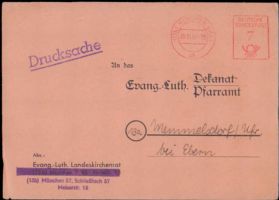 DEUTSCHE
BUNDESPOST
7
Drucksache
An das
Evang.-Luth. Dekanat
Pfarramt
Memmelsdorf/Ufr.
bei Ebern
Abs.:
Evang.-Luth. Landeskirchenrat
(13b) München 37, Schließfach 37
Meiserstr. 13